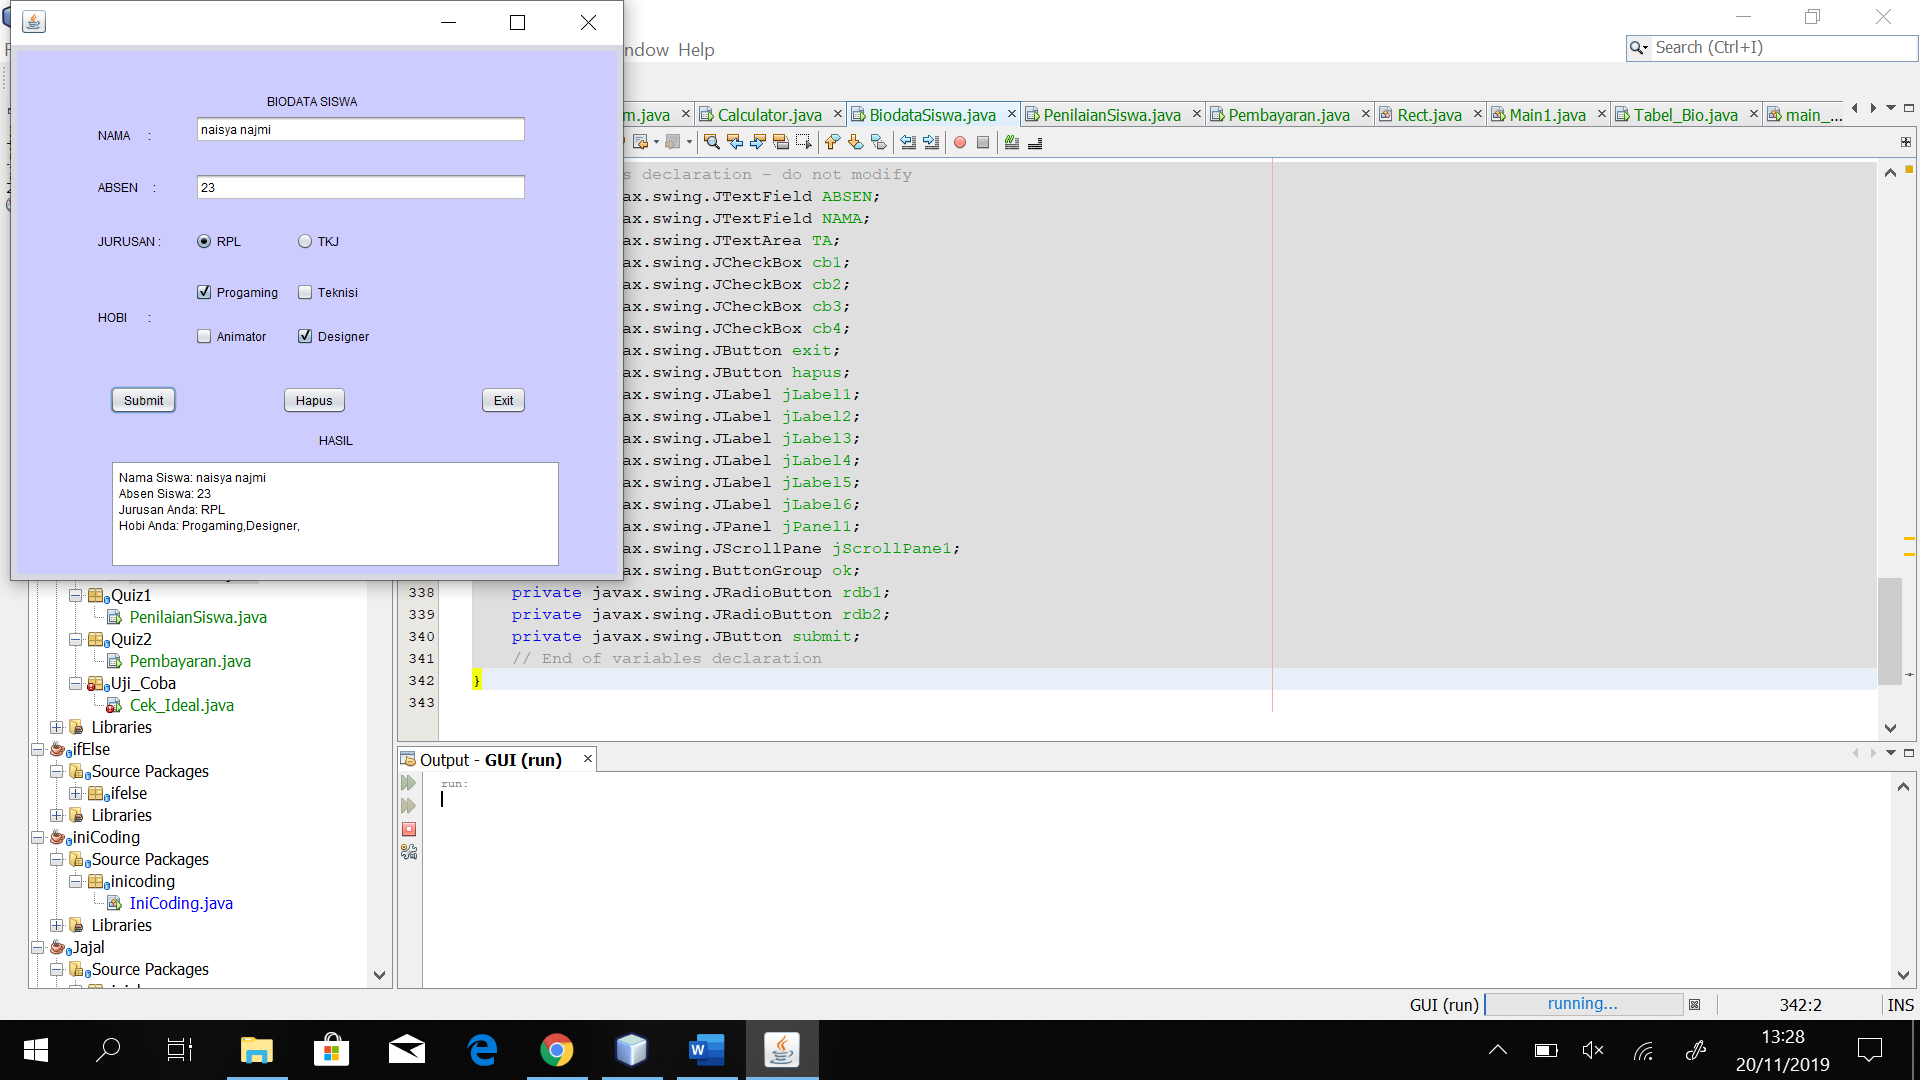 BIODATA SISWA
NAMA :
naisya najmi
ABSEN :
23
JURUSAN :
RPL
TKJ
Progaming
Teknisi
HOBI :
Animator
Designer
Submit
Hapus
Exit
HASIL
Nama Siswa: naisya najmi
Absen Siswa: 23
Jurusan Anda: RPL
Hobi Anda: Progaming,Designer,
ndow Help
Search (Ctrl+I)
m.java
Calculator.java
BiodataSiswa.java
PenilaianSiswa.java
Pembayaran.java
Rect.java
Main1.java
Tabel_Bio.java
main_...
s declaration - do not modify
ax.swing.JTextField ABSEN;
ax.swing.JTextField NAMA;
ax.swing.JTextArea TA;
ax.swing.JCheckBox cb1;
ax.swing.JCheckBox cb2;
ax.swing.JCheckBox cb3;
ax.swing.JCheckBox cb4;
ax.swing.JButton exit;
ax.swing.JButton hapus;
ax.swing.JLabel jLabel1;
ax.swing.JLabel jLabel2;
ax.swing.JLabel jLabel3;
ax.swing.JLabel jLabel4;
ax.swing.JLabel jLabel5;
ax.swing.JLabel jLabel6;
ax.swing.JPanel jPanel1;
ax.swing.JScrollPane jScrollPane1;
ax.swing.ButtonGroup ok;
338 private javax.swing.JRadioButton rdb1;
339 private javax.swing.JRadioButton rdb2;
340 private javax.swing.JButton submit;
341 // End of variables declaration
342 }
343
Quiz1
PenilaianSiswa.java
Quiz2
Pembayaran.java
Uji_Coba
Cek_Ideal.java
Libraries
ifElse
Source Packages
ifelse
Libraries
iniCoding
Source Packages
inicoding
IniCoding.java
Libraries
Jajal
Source Packages
Output - GUI (run)
run:
GUI (run)
running...
342:2
INS
13:28
20/11/2019